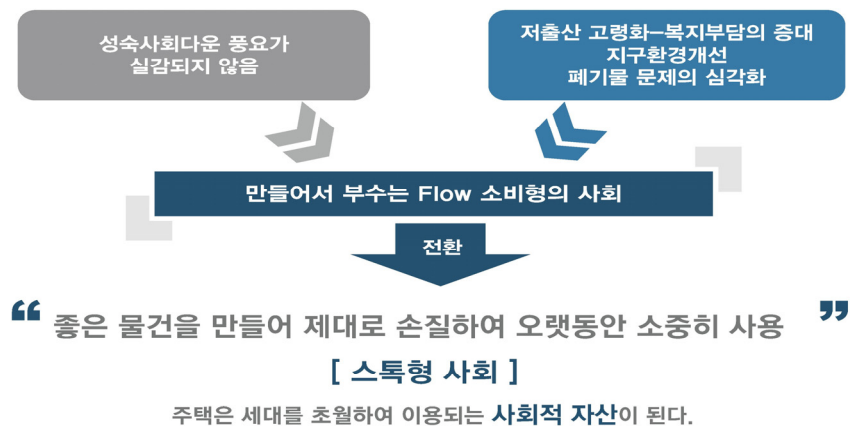 성숙사회다운 풍요가
실감되지 않음
저출산 고령화–복지부담의 증대
지구환경개선
폐기물 문제의 심각화
만들어서 부수는 Flow 소비형의 사회
전환
“ 좋은 물건을 만들어 제대로 손질하여 오랫동안 소중히 사용 ”
[ 스톡형 사회 ]
주택은 세대를 초월하여 이용되는 사회적 자산이 된다.